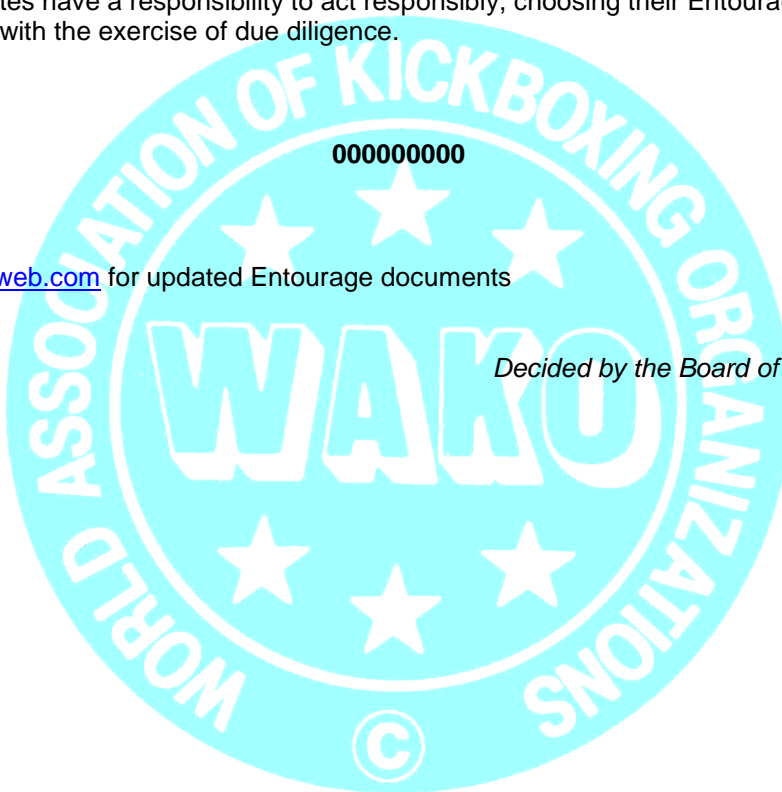 tes have a responsibility to act responsibly, choosing their Entourag
with the exercise of due diligence.
000000000
web.com for updated Entourage documents
Decided by the Board of
WORLD ASSOCIATION OF KICKBOXING ORGANIZATIONS
WAKO
©